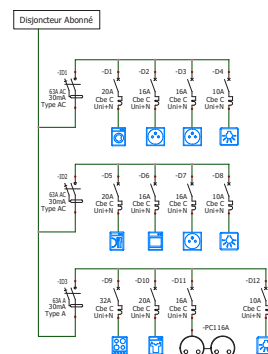 Disjoncteur Abonné
-ID1
63A AC
30mA
Type AC
-D1
20A
Cbe C
Uni+N
-D2
16A
Cbe C
Uni+N
-D3
16A
Cbe C
Uni+N
-D4
10A
Cbe C
Uni+N
-ID2
63A AC
30mA
Type AC
-D5
20A
Cbe C
Uni+N
-D6
16A
Cbe C
Uni+N
-D7
16A
Cbe C
Uni+N
-D8
10A
Cbe C
Uni+N
-ID3
63A A
30mA
Type A
-D9
32A
Cbe C
Uni+N
-D10
20A
Cbe C
Uni+N
-D11
16A
Cbe C
Uni+N
-D12
10A
Cbe C
Uni+N
-PC1 16A